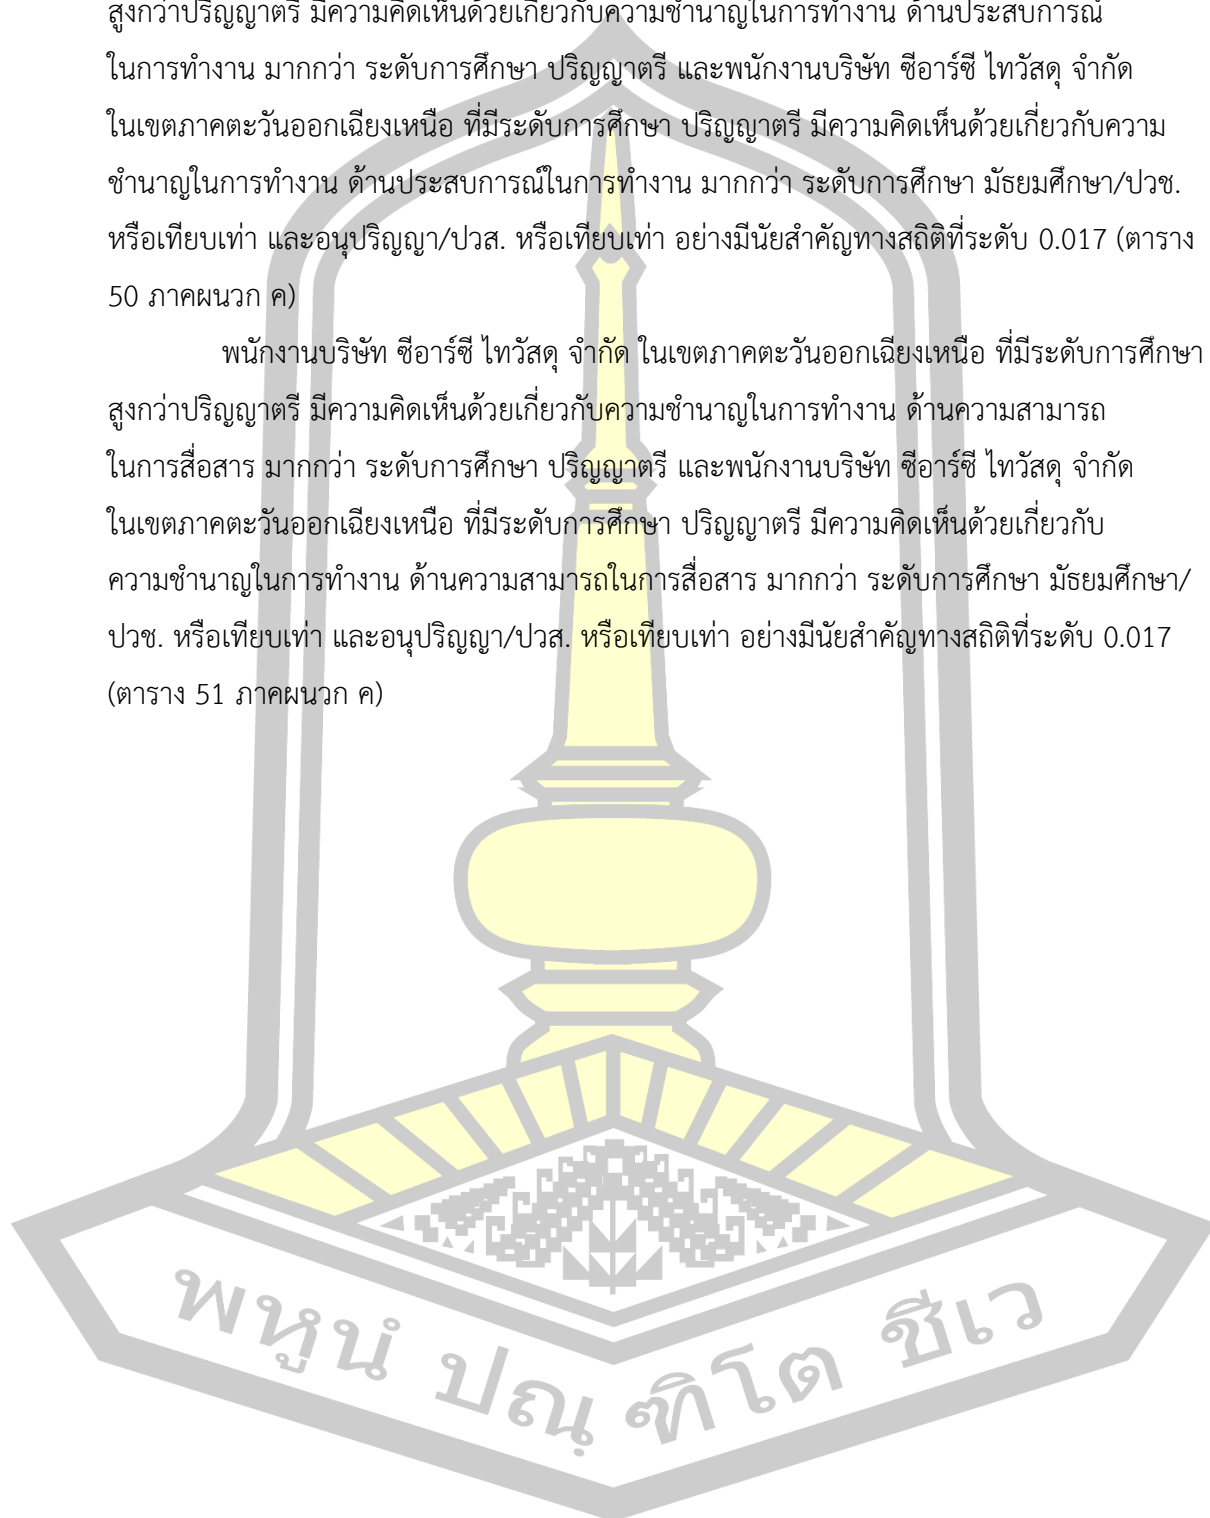 สูงกว่าปริญญาตรี มีความคิดเห็นด้วยเกี่ยวกับความชำนาญในการทำงาน ด้านประสบการณ์
ในการทำงาน มากกว่า ระดับการศึกษา ปริญญาตรี และพนักงานบริษัท ซีอาร์ซี ไทวัสดุ จำกัด
ในเขตภาคตะวันออกเฉียงเหนือ ที่มีระดับการศึกษา ปริญญาตรี มีความคิดเห็นด้วยเกี่ยวกับความ
ชำนาญในการทำงาน ด้านประสบการณ์ในการทำงาน มากกว่า ระดับการศึกษา มัธยมศึกษา/ปวช.
หรือเทียบเท่า และอนุปริญญา/ปวส. หรือเทียบเท่า อย่างมีนัยสำคัญทางสถิติที่ระดับ 0.017 (ตาราง
50 ภาคผนวก ค)
พนักงานบริษัท ซีอาร์ซี ไทวัสดุ จำกัด ในเขตภาคตะวันออกเฉียงเหนือ ที่มีระดับการศึกษา
สูงกว่าปริญญาตรี มีความคิดเห็นด้วยเกี่ยวกับความชำนาญในการทำงาน ด้านความสามารถ
ในการสื่อสาร มากกว่า ระดับการศึกษา ปริญญาตรี และพนักงานบริษัท ซีอาร์ซี ไทวัสดุ จำกัด
ในเขตภาคตะวันออกเฉียงเหนือ ที่มีระดับการศึกษา ปริญญาตรี มีความคิดเห็นด้วยเกี่ยวกับ
ความชำนาญในการทำงาน ด้านความสามารถในการสื่อสาร มากกว่า ระดับการศึกษา มัธยมศึกษา/
ปวช. หรือเทียบเท่า และอนุปริญญา/ปวส. หรือเทียบเท่า อย่างมีนัยสำคัญทางสถิติที่ระดับ 0.017
(ตาราง 51 ภาคผนวก ค)
พหูนํ ปณฺฑิโต ชีเว